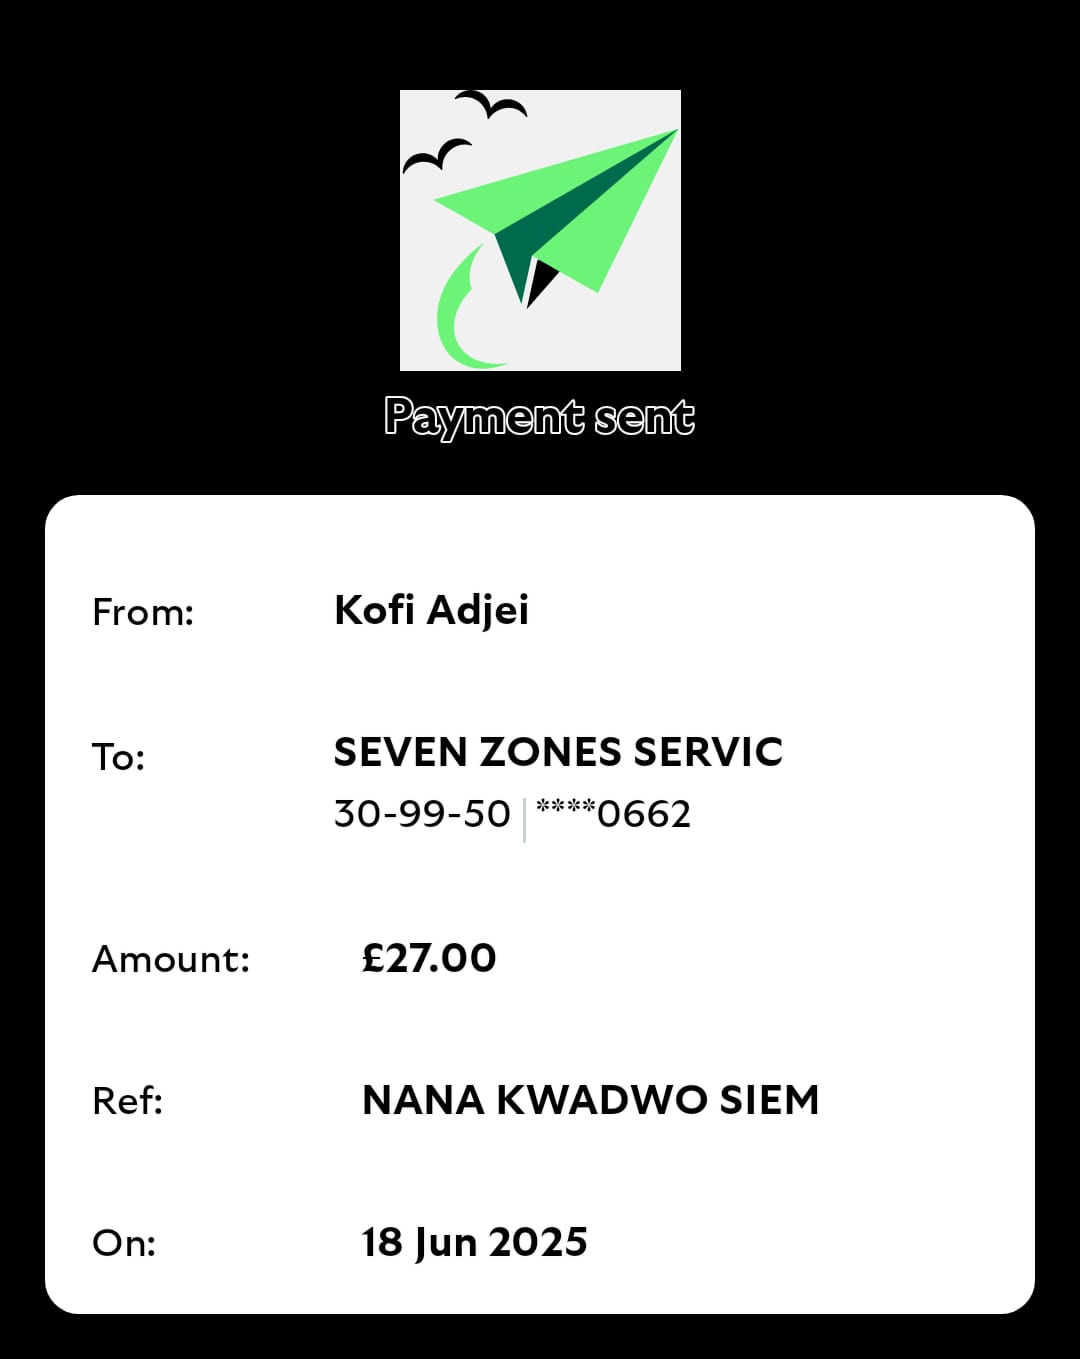 Payment sent
From: Kofi Adjei
To: SEVEN ZONES SERVIC
30-99-50 | ****0662
Amount: £27.00
Ref: NANA KWADWO SIEM
On: 18 Jun 2025